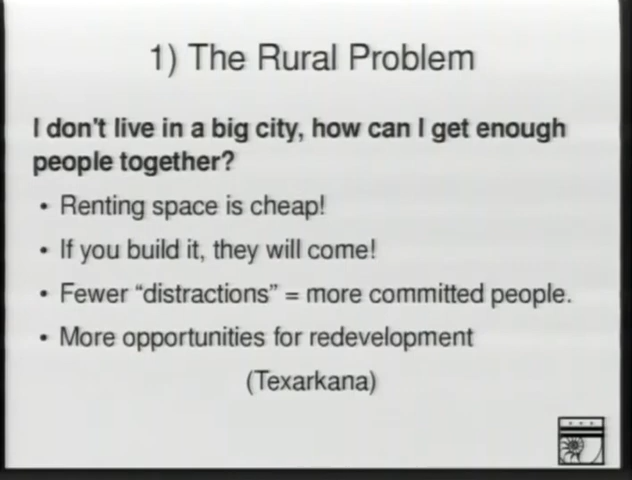 1) The Rural Problem
I don't live in a big city, how can I get enough
people together?
• Renting space is cheap!
• If you build it, they will come!
• Fewer “distractions” = more committed people.
• More opportunities for redevelopment
(Texarkana)